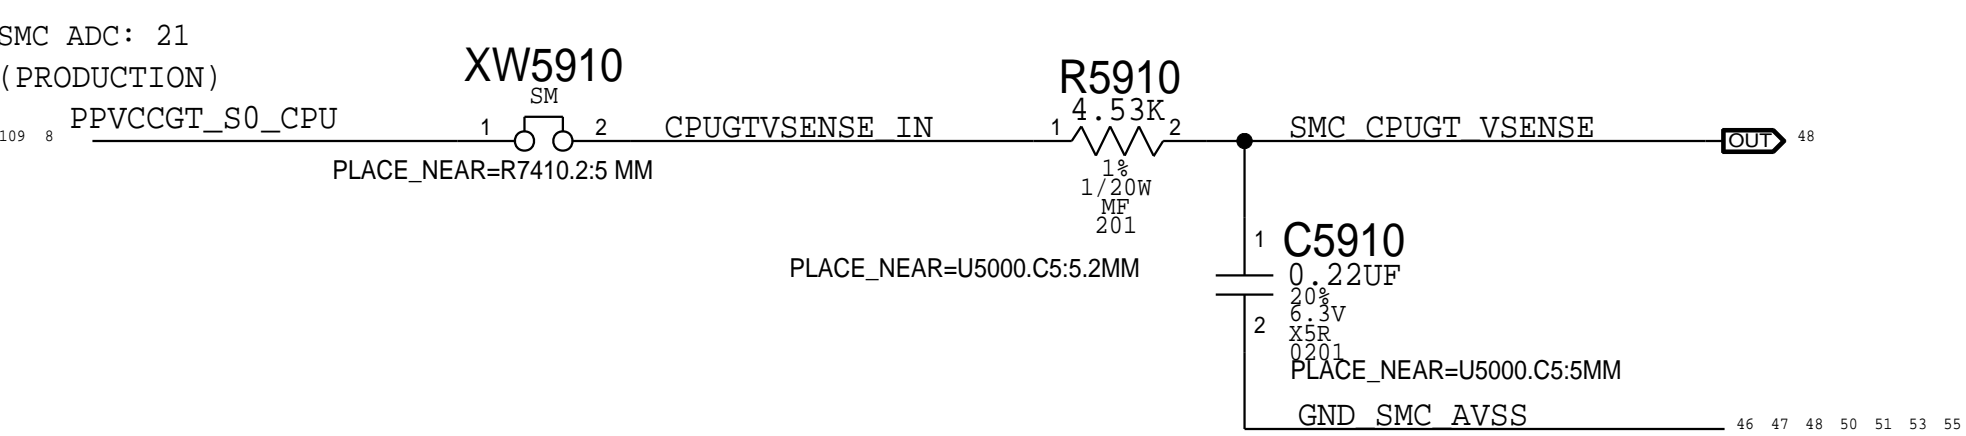 SMC ADC: 21
(PRODUCTION)
XW5910
SM
R5910
4.53K
109 8 PPVCCGT_S0_CPU 1 2 CPUGTVSENSE_IN 1 2 SMC_CPUGT_VSENSE OUT 48
PLACE_NEAR=R7410.2:5 MM
1%
1/20W
MF
201
PLACE_NEAR=U5000.C5:5.2MM
1 C5910
0.22UF
20%
6.3V
2
X5R
0201
PLACE_NEAR=U5000.C5:5MM
GND_SMC_AVSS 46 47 48 50 51 53 55